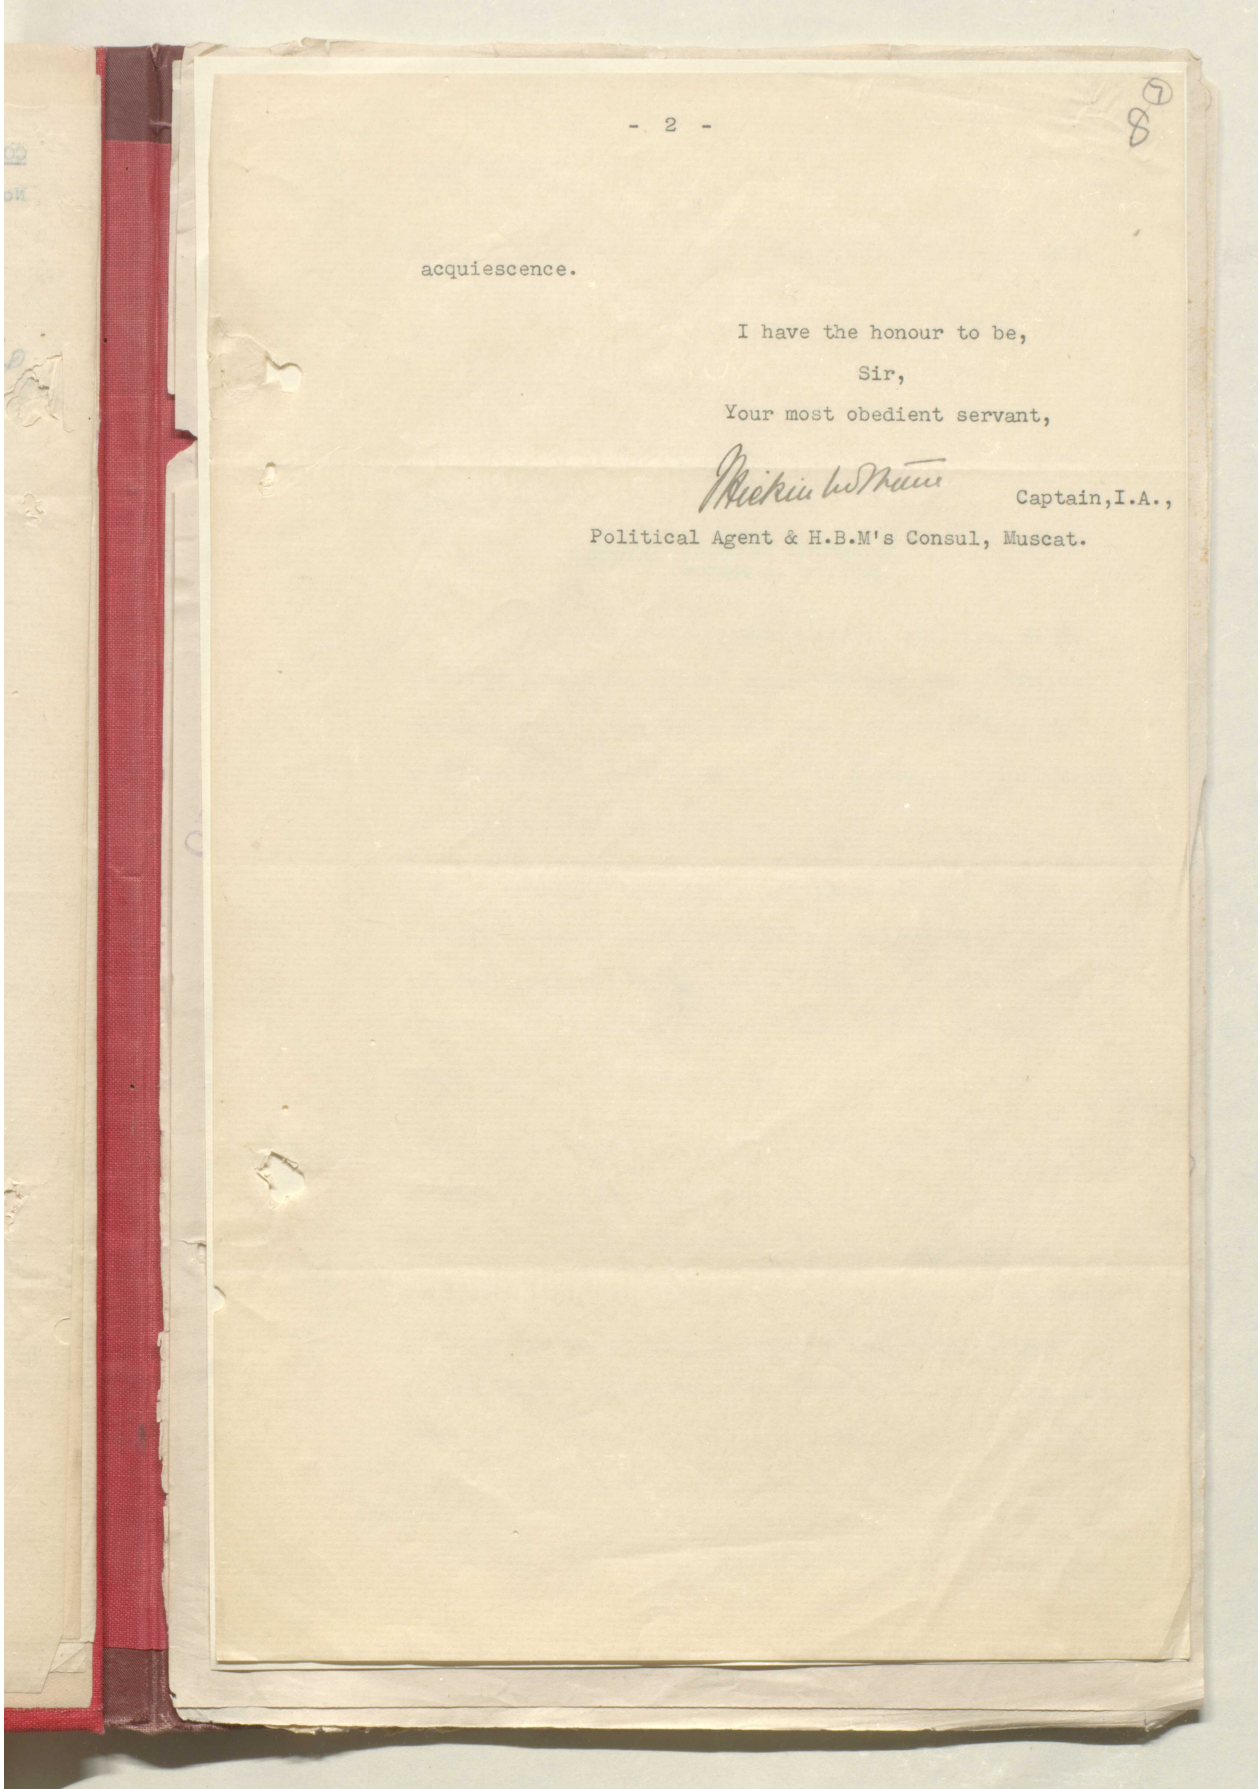 7
8
- 2 -
acquiescence.
I have the honour to be,
Sir,
Your most obedient servant,
Captain,I.A.,
Political Agent & H.B.M's Consul, Muscat.